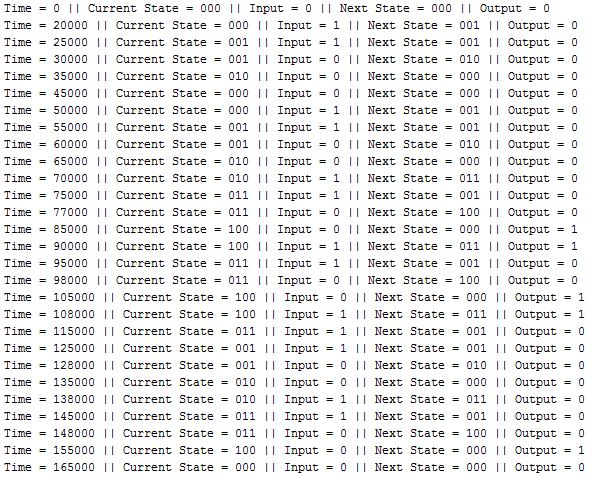 Time = 0 || Current State = 000 || Input = 0 || Next State = 000 || Output = 0
Time = 20000 || Current State = 000 || Input = 1 || Next State = 001 || Output = 0
Time = 25000 || Current State = 001 || Input = 1 || Next State = 001 || Output = 0
Time = 30000 || Current State = 001 || Input = 0 || Next State = 010 || Output = 0
Time = 35000 || Current State = 010 || Input = 0 || Next State = 000 || Output = 0
Time = 45000 || Current State = 000 || Input = 0 || Next State = 000 || Output = 0
Time = 50000 || Current State = 000 || Input = 1 || Next State = 001 || Output = 0
Time = 55000 || Current State = 001 || Input = 1 || Next State = 001 || Output = 0
Time = 60000 || Current State = 001 || Input = 0 || Next State = 010 || Output = 0
Time = 65000 || Current State = 010 || Input = 0 || Next State = 000 || Output = 0
Time = 70000 || Current State = 010 || Input = 1 || Next State = 011 || Output = 0
Time = 75000 || Current State = 011 || Input = 1 || Next State = 001 || Output = 0
Time = 77000 || Current State = 011 || Input = 0 || Next State = 100 || Output = 0
Time = 85000 || Current State = 100 || Input = 0 || Next State = 000 || Output = 1
Time = 90000 || Current State = 100 || Input = 1 || Next State = 011 || Output = 1
Time = 95000 || Current State = 011 || Input = 1 || Next State = 001 || Output = 0
Time = 98000 || Current State = 011 || Input = 0 || Next State = 100 || Output = 0
Time = 105000 || Current State = 100 || Input = 0 || Next State = 000 || Output = 1
Time = 108000 || Current State = 100 || Input = 1 || Next State = 011 || Output = 1
Time = 115000 || Current State = 011 || Input = 1 || Next State = 001 || Output = 0
Time = 125000 || Current State = 001 || Input = 1 || Next State = 001 || Output = 0
Time = 128000 || Current State = 001 || Input = 0 || Next State = 010 || Output = 0
Time = 135000 || Current State = 010 || Input = 0 || Next State = 000 || Output = 0
Time = 138000 || Current State = 010 || Input = 1 || Next State = 011 || Output = 0
Time = 145000 || Current State = 011 || Input = 1 || Next State = 001 || Output = 0
Time = 148000 || Current State = 011 || Input = 0 || Next State = 100 || Output = 0
Time = 155000 || Current State = 100 || Input = 0 || Next State = 000 || Output = 1
Time = 165000 || Current State = 000 || Input = 0 || Next State = 000 || Output = 0